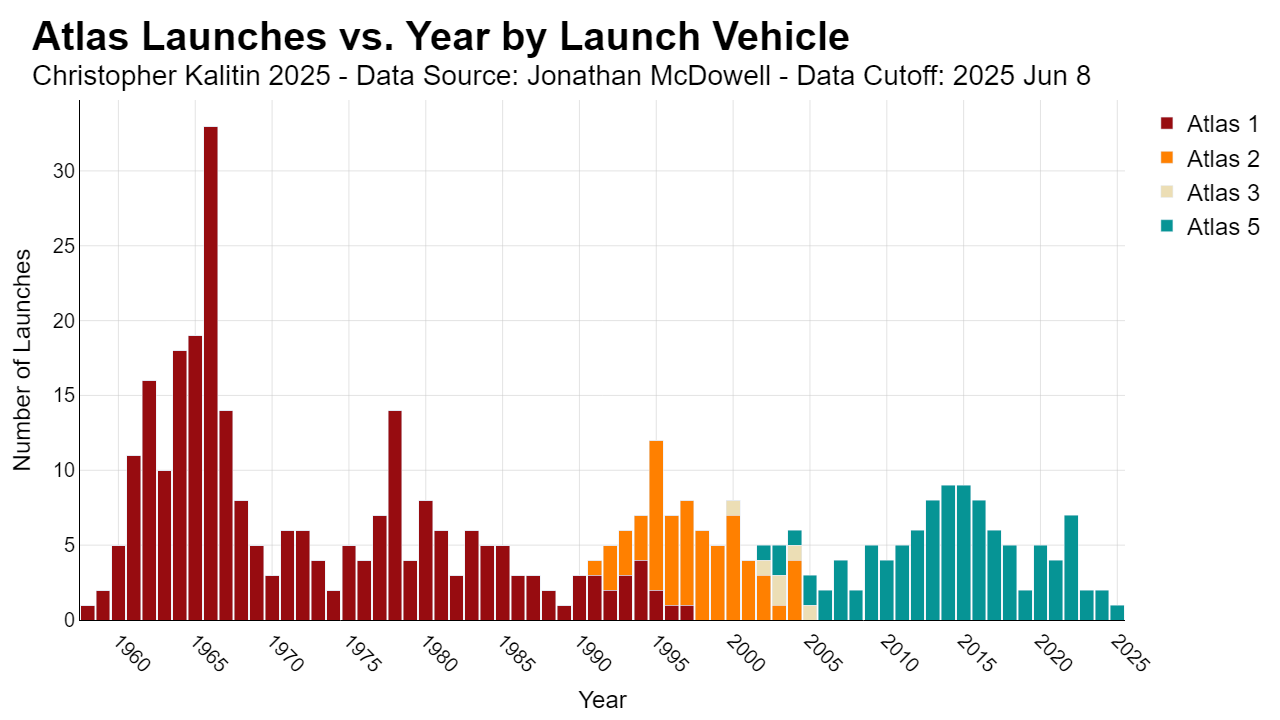 Atlas Launches vs. Year by Launch Vehicle
Christopher Kalitin 2025 - Data Source: Jonathan McDowell - Data Cutoff: 2025 Jun 8
Atlas 1
Atlas 2
Atlas 3
Atlas 5
Number of Launches
30
25
20
15
10
5
0
1960
1965
1970
1975
1980
1985
1990
1995
2000
2005
2010
2015
2020
2025
Year